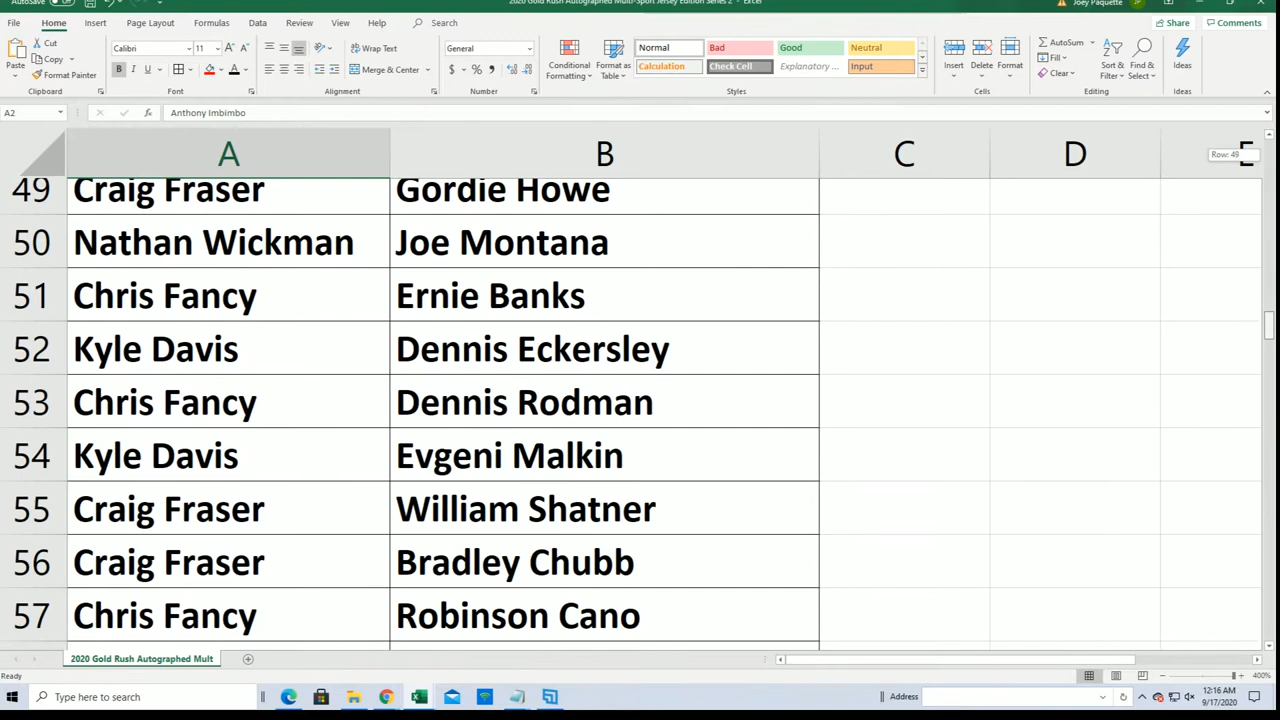 AutoSave Off 2020 Gold Rush Autographed Multi-Sport Jersey Edition Series 2 - Excel Joey Paquette JP
File Home Insert Page Layout Formulas Data Review View Help Search Share Comments
Cut Calibri 11 Wrap Text General Normal Bad Good Neutral AutoSum
Copy Fill
Paste Format Painter B I U Merge & Center $ % Conditional Formatting Format as Table Calculation Check Cell Explanatory ... Input Insert Delete Format Clear Sort & Filter Find & Select Ideas
Clipboard Font Alignment Number Styles Cells Editing Ideas
A2 fx Anthony Imbimbo
A B C D E
Row: 49
49 Craig Fraser Gordie Howe
50 Nathan Wickman Joe Montana
51 Chris Fancy Ernie Banks
52 Kyle Davis Dennis Eckersley
53 Chris Fancy Dennis Rodman
54 Kyle Davis Evgeni Malkin
55 Craig Fraser William Shatner
56 Craig Fraser Bradley Chubb
57 Chris Fancy Robinson Cano
2020 Gold Rush Autographed Mult
Ready 400%
Type here to search Address 12:16 AM
9/17/2020